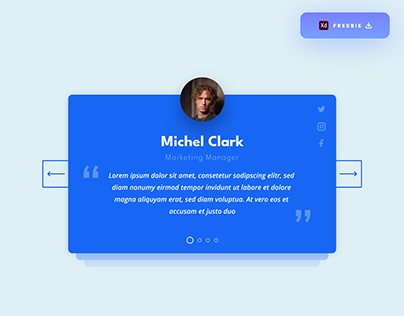 Xd FREEBIE
Michel Clark
Marketing Manager
“ Lorem ipsum dolor sit amet, consetetur sadipscing elitr, sed
diam nonumy eirmod tempor invidunt ut labore et dolore
magna aliquyam erat, sed diam voluptua. At vero eos et
accusam et justo duo ”